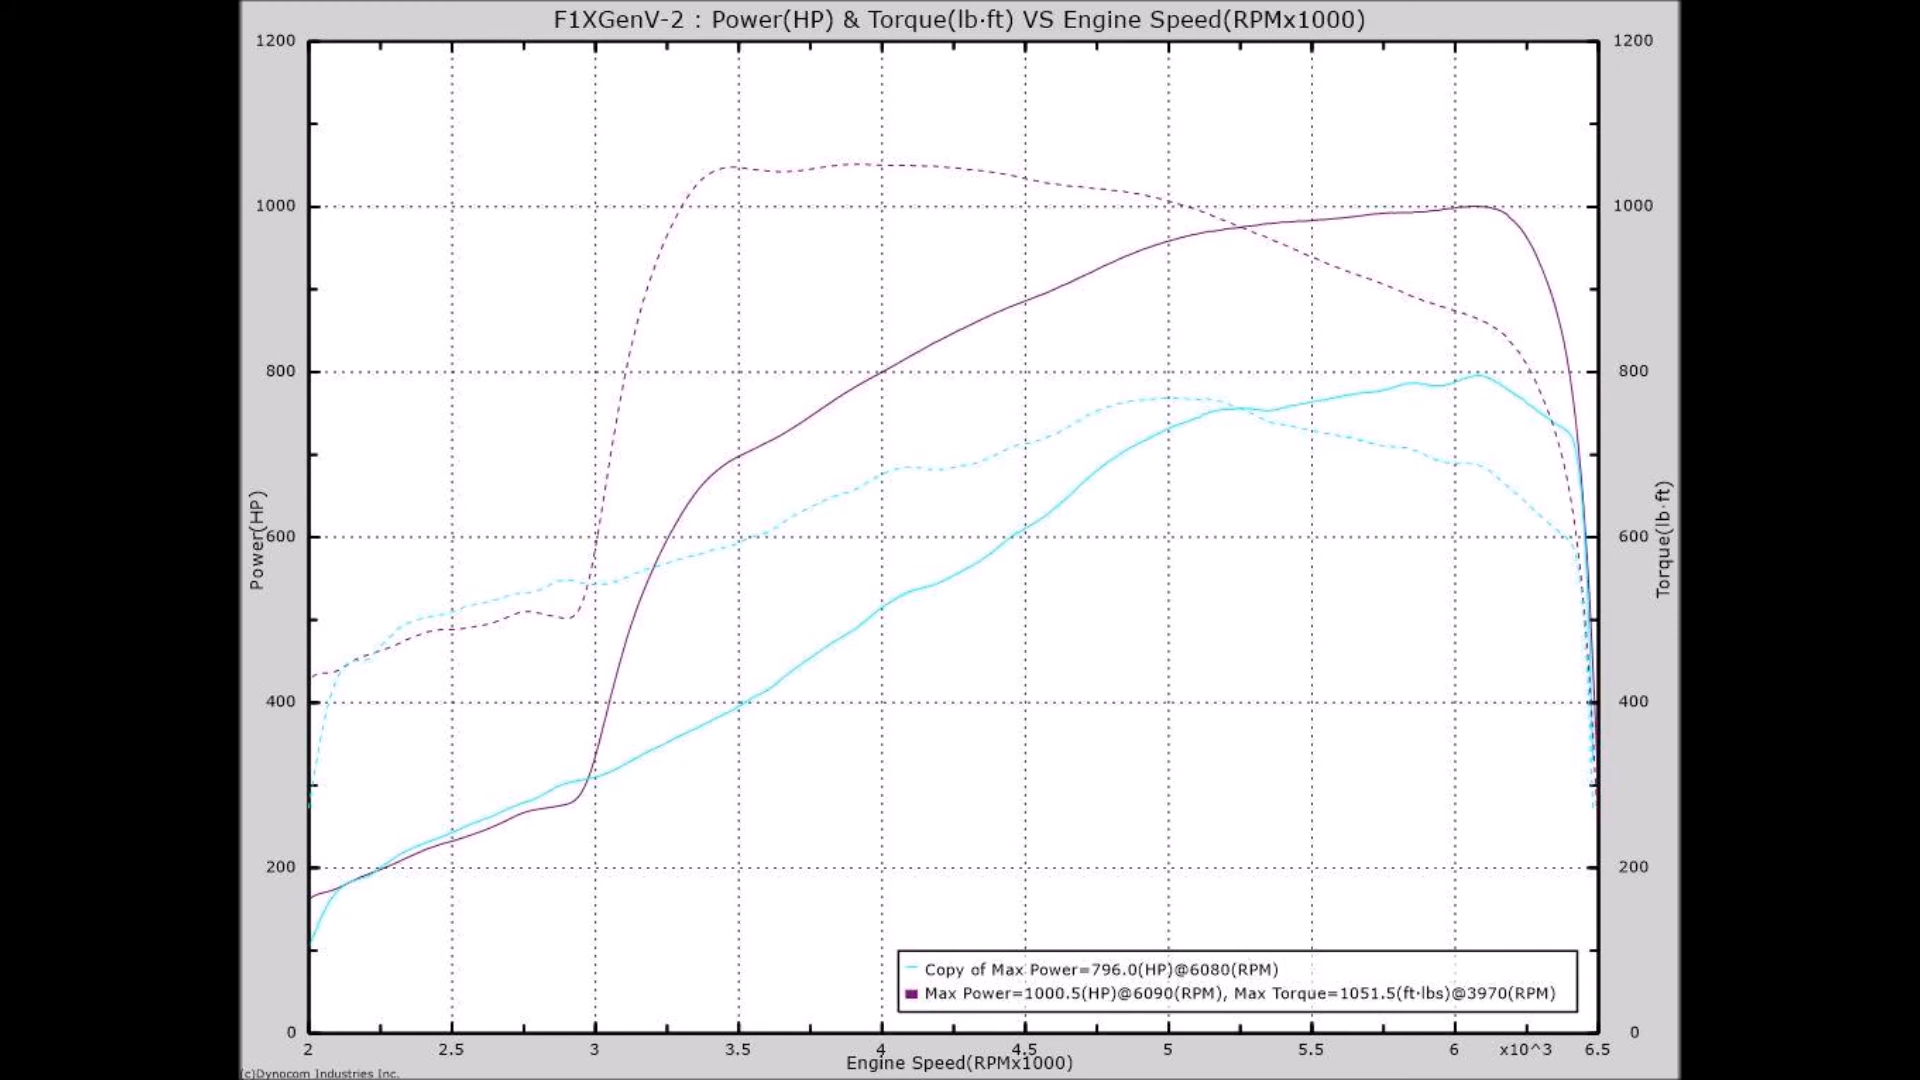 F1XGenV-2 : Power(HP) & Torque(lb·ft) VS Engine Speed(RPMx1000)
1200
1000
800
600
400
200
0
Power(HP)
1200
1000
800
600
400
200
0
Torque(lb·ft)
Copy of Max Power=796.0(HP)@6080(RPM)
Max Power=1000.5(HP)@6090(RPM), Max Torque=1051.5(ft·lbs)@3970(RPM)
2 2.5 3 3.5 4 4.5 5 5.5 6 x10^3 6.5
Engine Speed(RPMx1000)
(c)Dynocom Industries Inc.